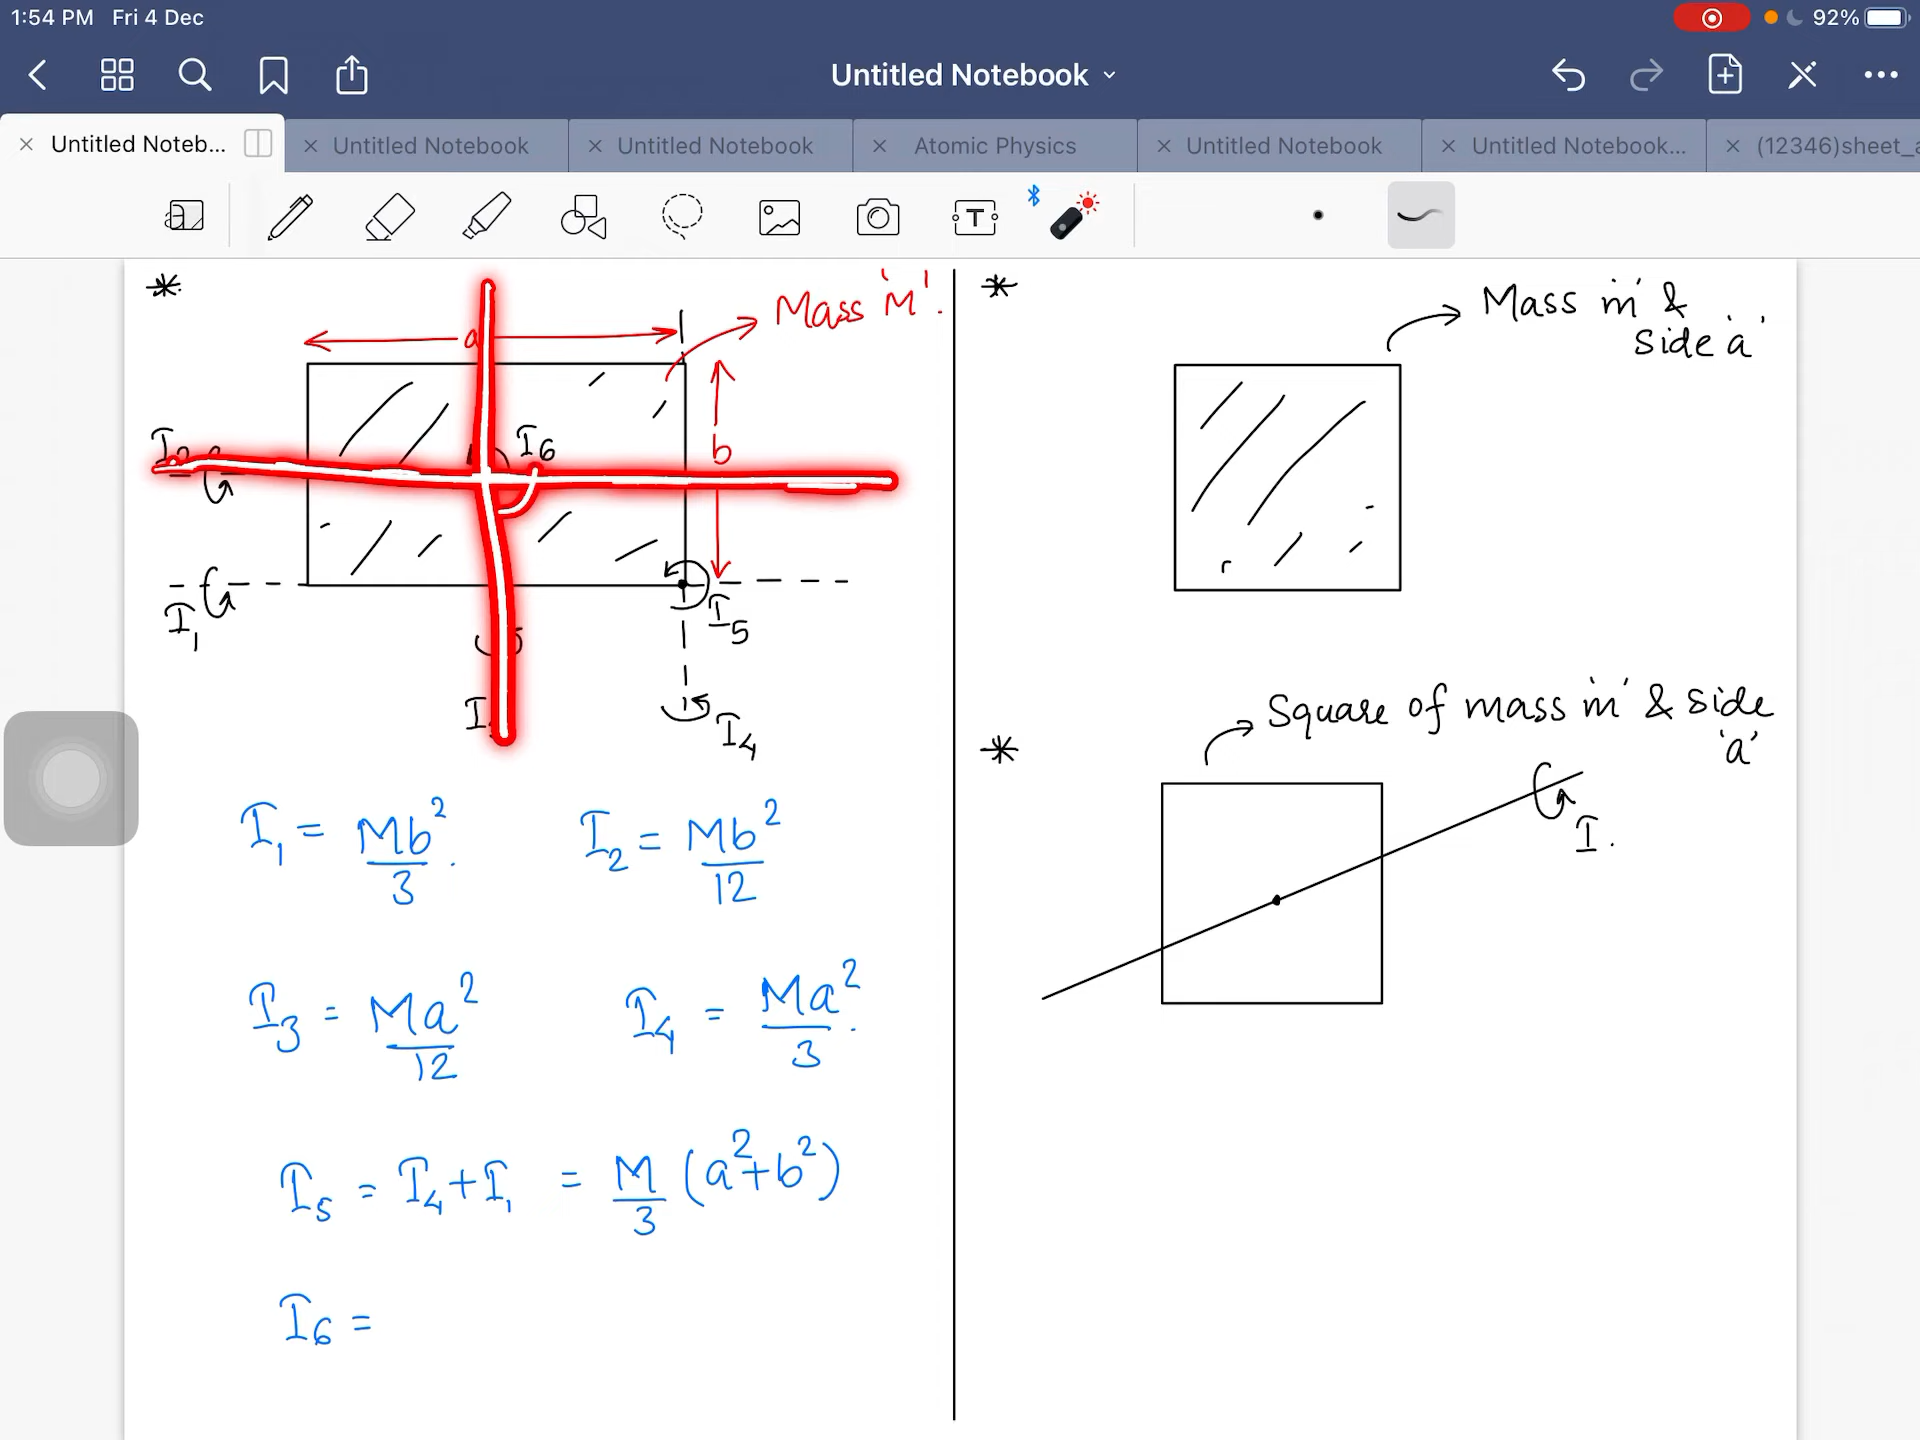 1:54 PM Fri 4 Dec
92%
Untitled Notebook
Untitled Noteb...
Untitled Notebook
Untitled Notebook
Atomic Physics
Untitled Notebook
Untitled Notebook...
(12346)sheet_a
T
*
a
Mass 'M'.
b
I2
I6
I1
I5
I
I4
I1 = Mb²/3.
I2 = Mb²/12
I3 = Ma²/12
I4 = Ma²/3.
I5 = I4+I1 = M/3 (a²+b²)
I6 =
*
Mass 'm' &
side 'a'
*
Square of mass 'm' & side
'a'
I.